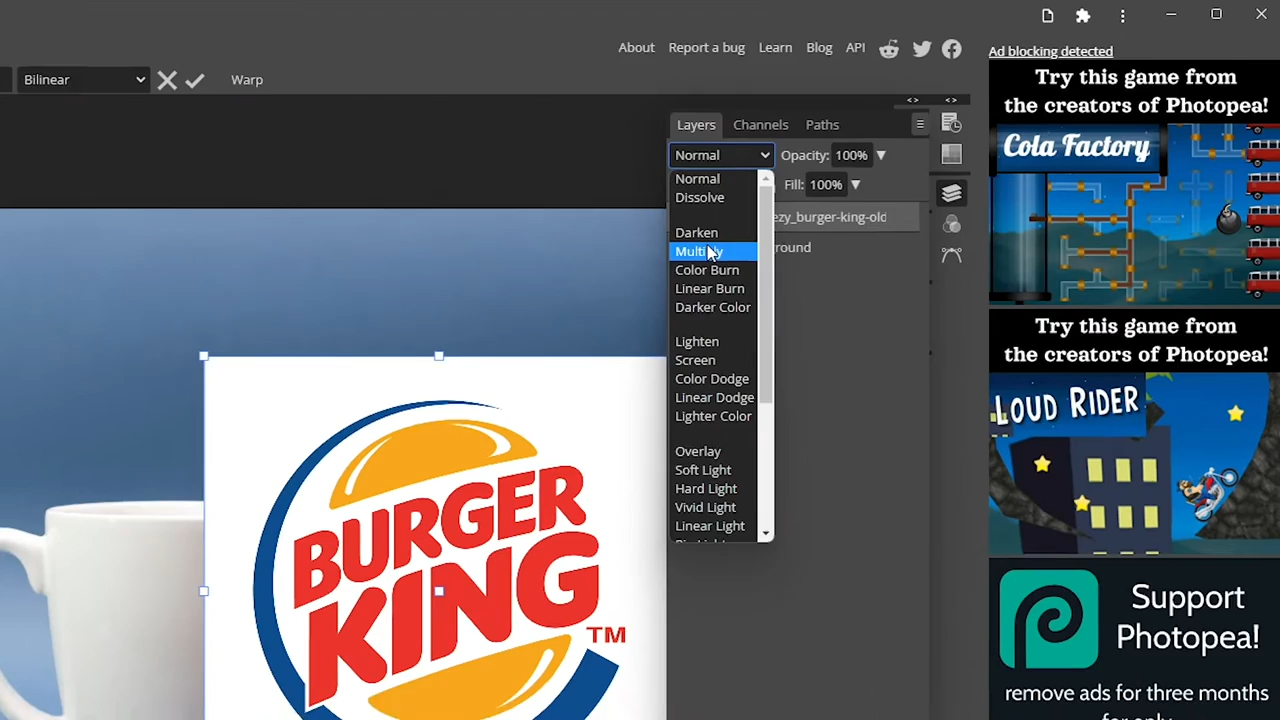 About Report a bug Learn Blog API
Ad blocking detected
Bilinear Warp
Try this game from
the creators of Photopea!
Cola Factory
Try this game from
the creators of Photopea!
LOUD RIDER
Support
Photopea!
remove ads for three months
<> <>
Layers Channels Paths
Normal Opacity: 100%
Fill: 100%
ezy_burger-king-old
round
Normal
Dissolve
Darken
Multiply
Color Burn
Linear Burn
Darker Color
Lighten
Screen
Color Dodge
Linear Dodge
Lighter Color
Overlay
Soft Light
Hard Light
Vivid Light
Linear Light
BURGER
KING
TM